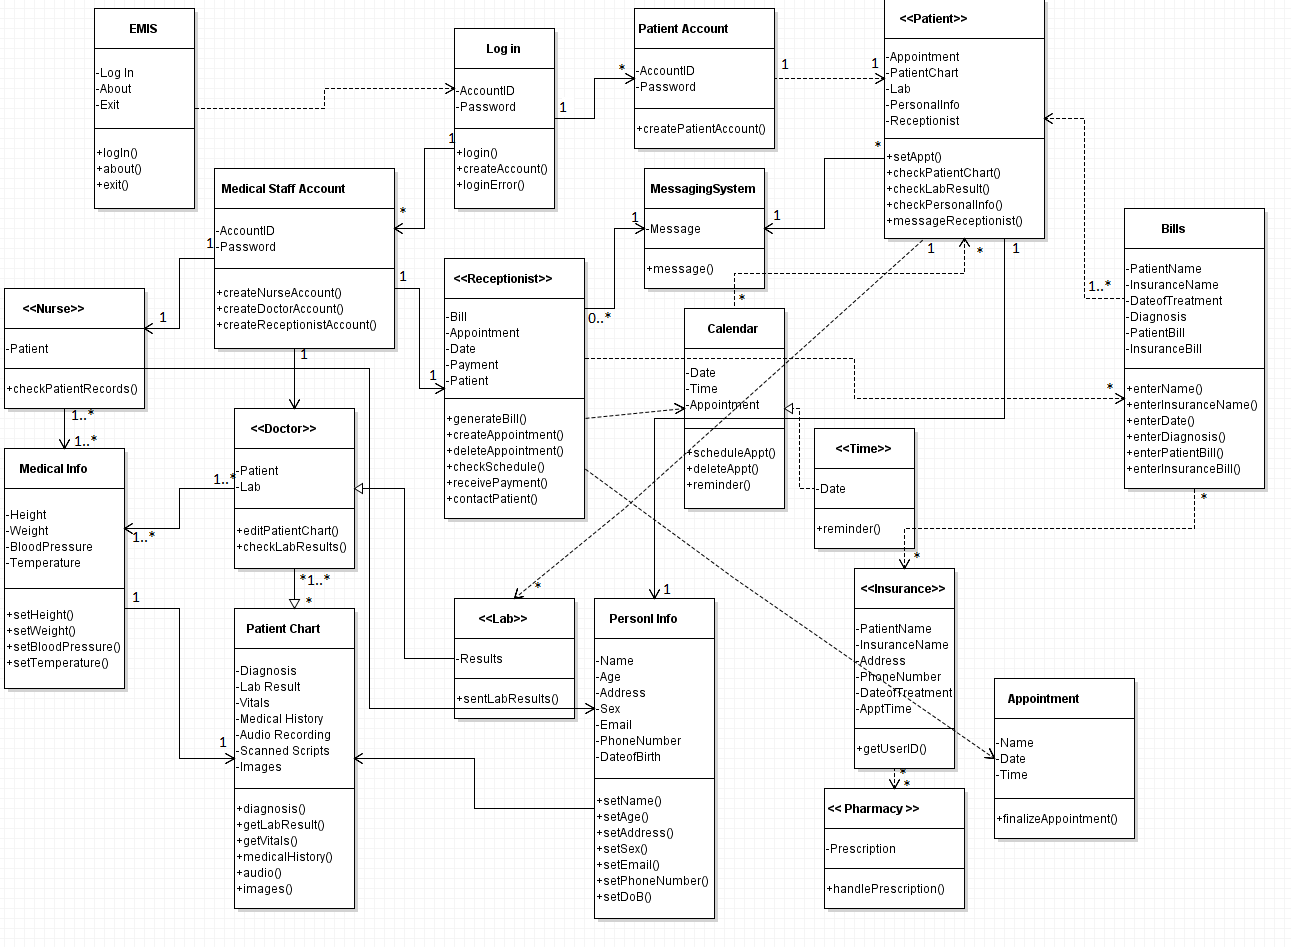 EMIS
-Log In
-About
-Exit
+logIn()
+about()
+exit()
Log in
-AccountID
-Password
+login()
+createAccount()
+loginError()
1
*
1
*
Patient Account
-AccountID
-Password
+createPatientAccount()
1
1
<<Patient>>
-Appointment
-PatientChart
-Lab
-PersonalInfo
-Receptionist
+setAppt()
+checkPatientChart()
+checkLabResult()
+checkPersonalInfo()
+messageReceptionist()
*
1
1
*
1
Medical Staff Account
-AccountID
-Password
+createNurseAccount()
+createDoctorAccount()
+createReceptionistAccount()
1
1
1
1
1
MessagingSystem
-Message
+message()
1
0..*
Bills
-PatientName
-InsuranceName
-DateofTreatment
-Diagnosis
-PatientBill
-InsuranceBill
+enterName()
+enterInsuranceName()
+enterDate()
+enterDiagnosis()
+enterPatientBill()
+enterInsuranceBill()
1..*
*
*
<<Nurse>>
-Patient
+checkPatientRecords()
1..*
1..*
<<Receptionist>>
-Bill
-Appointment
-Date
-Payment
-Patient
+generateBill()
+createAppointment()
+deleteAppointment()
+checkSchedule()
+receivePayment()
+contactPatient()
*
Calendar
-Date
-Time
-Appointment
+scheduleAppt()
+deleteAppt()
+reminder()
<<Time>>
-Date
+reminder()
<<Doctor>>
-Patient
-Lab
+editPatientChart()
+checkLabResults()
1..*
1..*
*1..*
*
Medical Info
-Height
-Weight
-BloodPressure
-Temperature
+setHeight()
+setWeight()
+setBloodPressure()
+setTemperature()
1
1
Patient Chart
-Diagnosis
-Lab Result
-Vitals
-Medical History
-Audio Recording
-Scanned Scripts
-Images
+diagnosis()
+getLabResult()
+getVitals()
+medicalHistory()
+audio()
+images()
*
<<Lab>>
-Results
+sentLabResults()
1
Personl Info
-Name
-Age
-Address
-Sex
-Email
-PhoneNumber
-DateofBirth
+setName()
+setAge()
+setAddress()
+setSex()
+setEmail()
+setPhoneNumber()
+setDoB()
*
<<Insurance>>
-PatientName
-InsuranceName
-Address
-PhoneNumber
-DateofTreatment
-ApptTime
+getUserID()
*
*
Appointment
-Name
-Date
-Time
+finalizeAppointment()
<< Pharmacy >>
-Prescription
+handlePrescription()